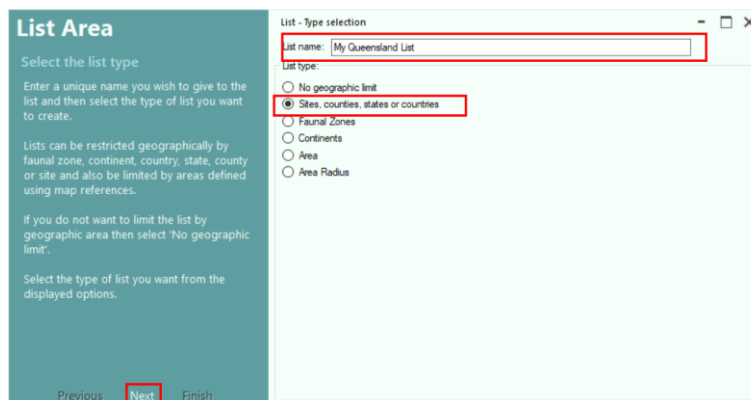 List Area
Select the list type
Enter a unique name you wish to give to the
list and then select the type of list you want
to create.
Lists can be restricted geographically by
faunal zone, continent, country, state, county
or site and also be limited by areas defined
using map references.
If you do not want to limit the list by
geographic area then select 'No geographic
limit'.
Select the type of list you want from the
displayed options.
Previous Next Finish
List - Type selection
List name: My Queensland List
List type:
No geographic limit
Sites, counties, states or countries
Faunal Zones
Continents
Area
Area Radius